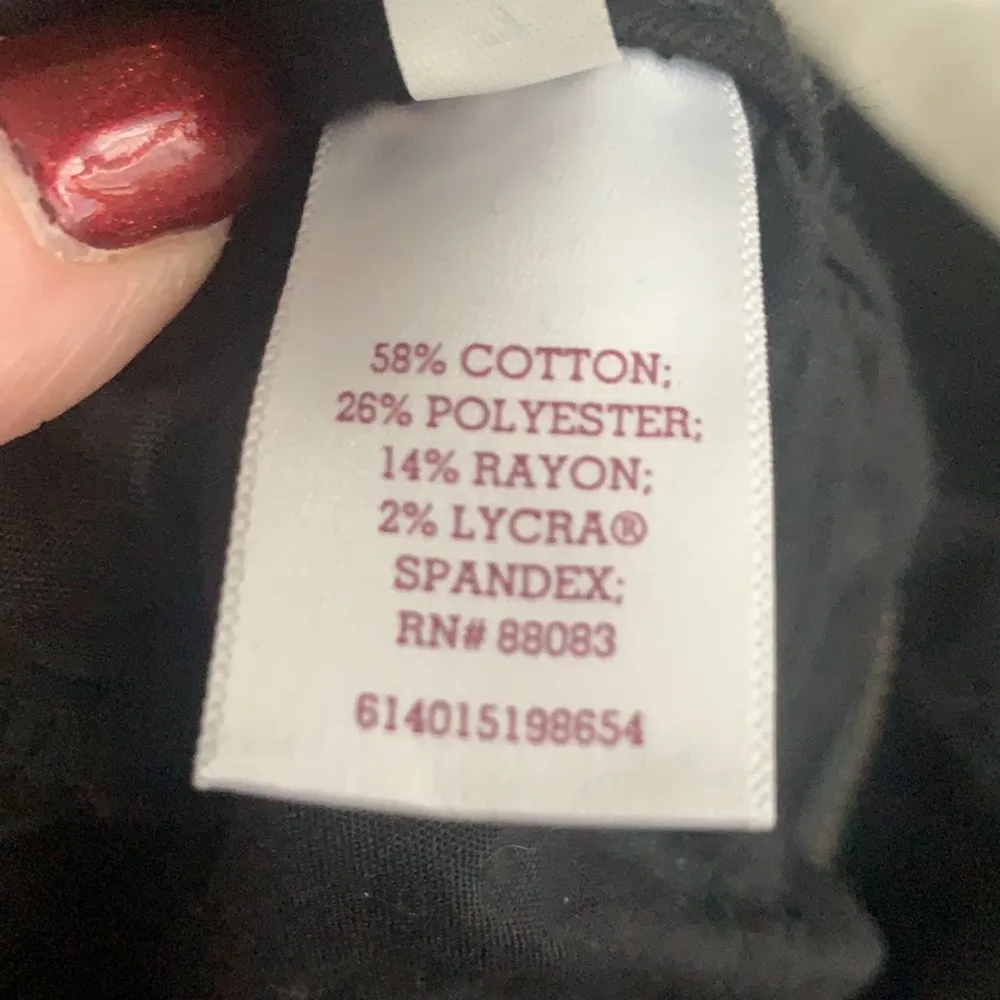 58% COTTON;
26% POLYESTER;
14% RAYON;
2% LYCRA®
SPANDEX;
RN# 88083
614015198654